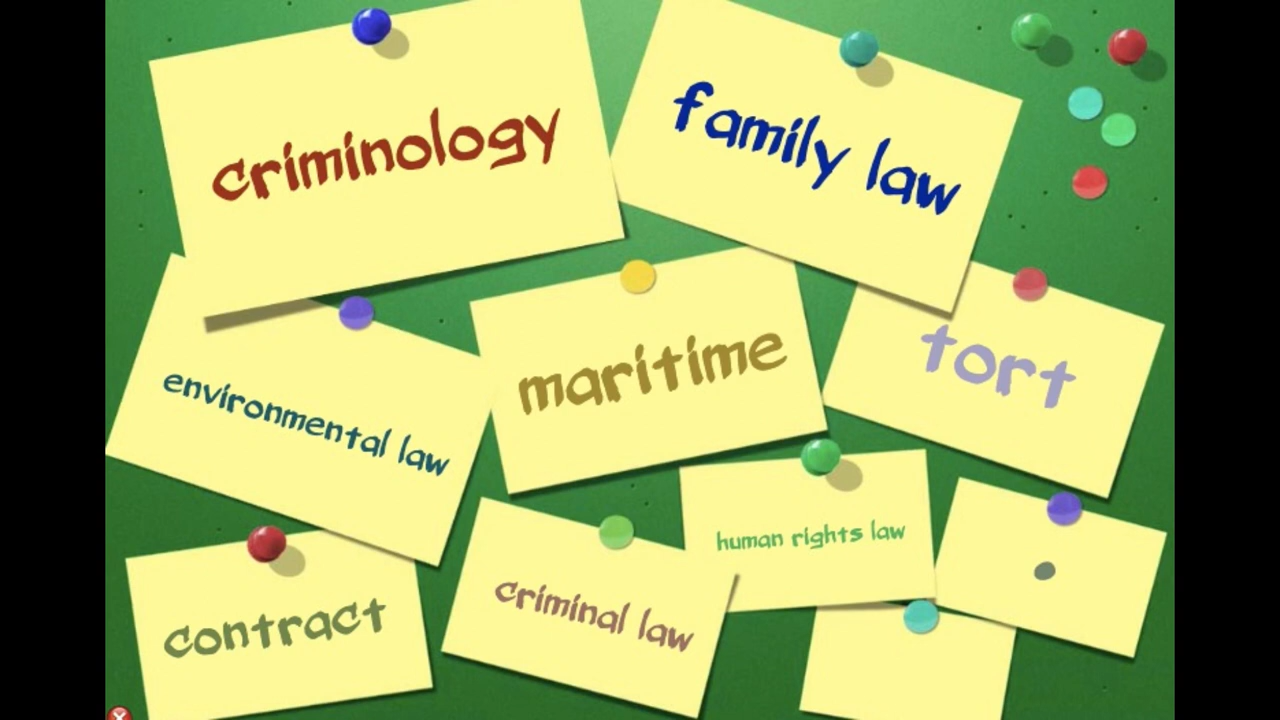 criminology
family law
environmental law
maritime
tort
human rights law
contract
criminal law
.